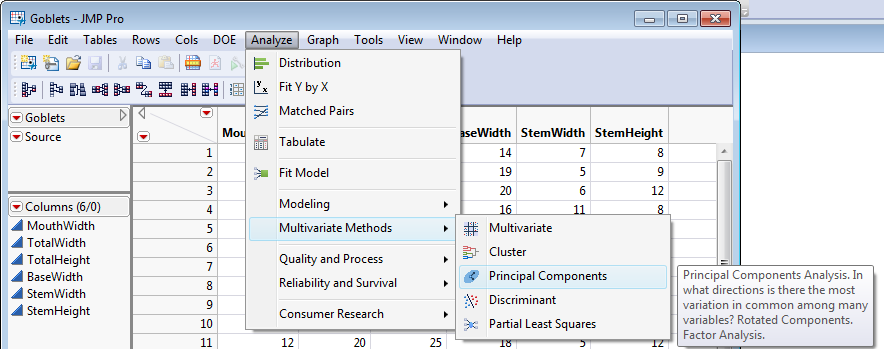 Goblets - JMP Pro
File Edit Tables Rows Cols DOE Analyze Graph Tools View Window Help
Distribution
Fit Y by X
Matched Pairs
Tabulate
Fit Model
Modeling
Multivariate Methods
Quality and Process
Reliability and Survival
Consumer Research
Multivariate
Cluster
Principal Components
Discriminant
Partial Least Squares
Principal Components Analysis. In
what directions is there the most
variation in common among many
variables? Rotated Components.
Factor Analysis.
Goblets
Source
Columns (6/0)
MouthWidth
TotalWidth
TotalHeight
BaseWidth
StemWidth
StemHeight
StemWidth StemHeight
1 14 7 8
2 19 5 9
3 20 6 12
4 16 11 8
5
6
7
8
9
10
11 12 20 25 18 5 12